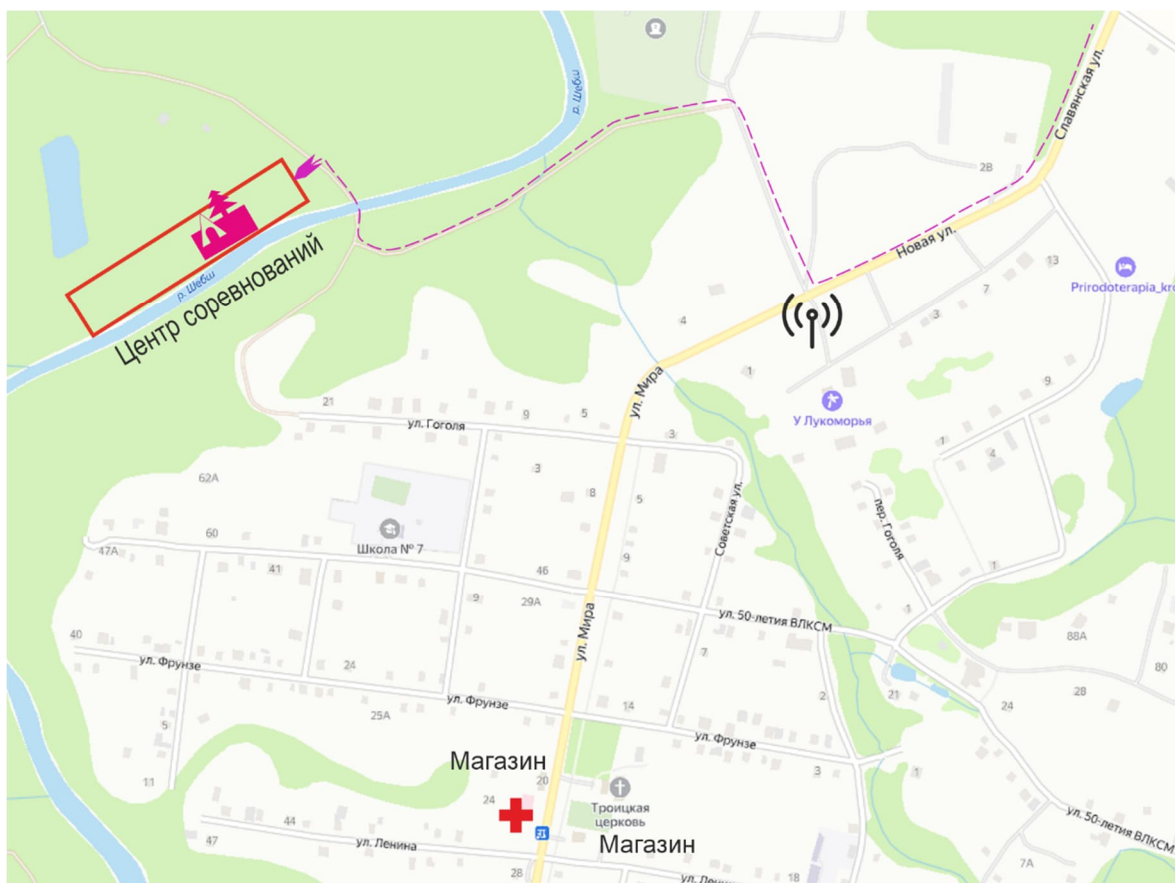 р. Шебш
Славянская ул.
2В
Новая ул.
13
Prirodoterapia_kr
7
3
р. Шебш
Центр соревнований
4
1
ул. Мира
У Лукоморья
9
1
4
21
9
5
ул. Гоголя
3
3
62А
8
5
Советская ул.
пер. Гоголя
60
47А
Школа № 7
9
41
46
1
29А
9
ул. 50-летия ВЛКСМ
1
ул. Мира
88А
40
7
80
ул. Фрунзе
24
2
21
28
24
ул. Фрунзе
14
25А
5
ул. Фрунзе
3
1
Магазин
11
20
24
Троицкая
церковь
ул. 50-летия ВЛКСМ
44
47
ул. Ленина
Магазин
7А
28
18